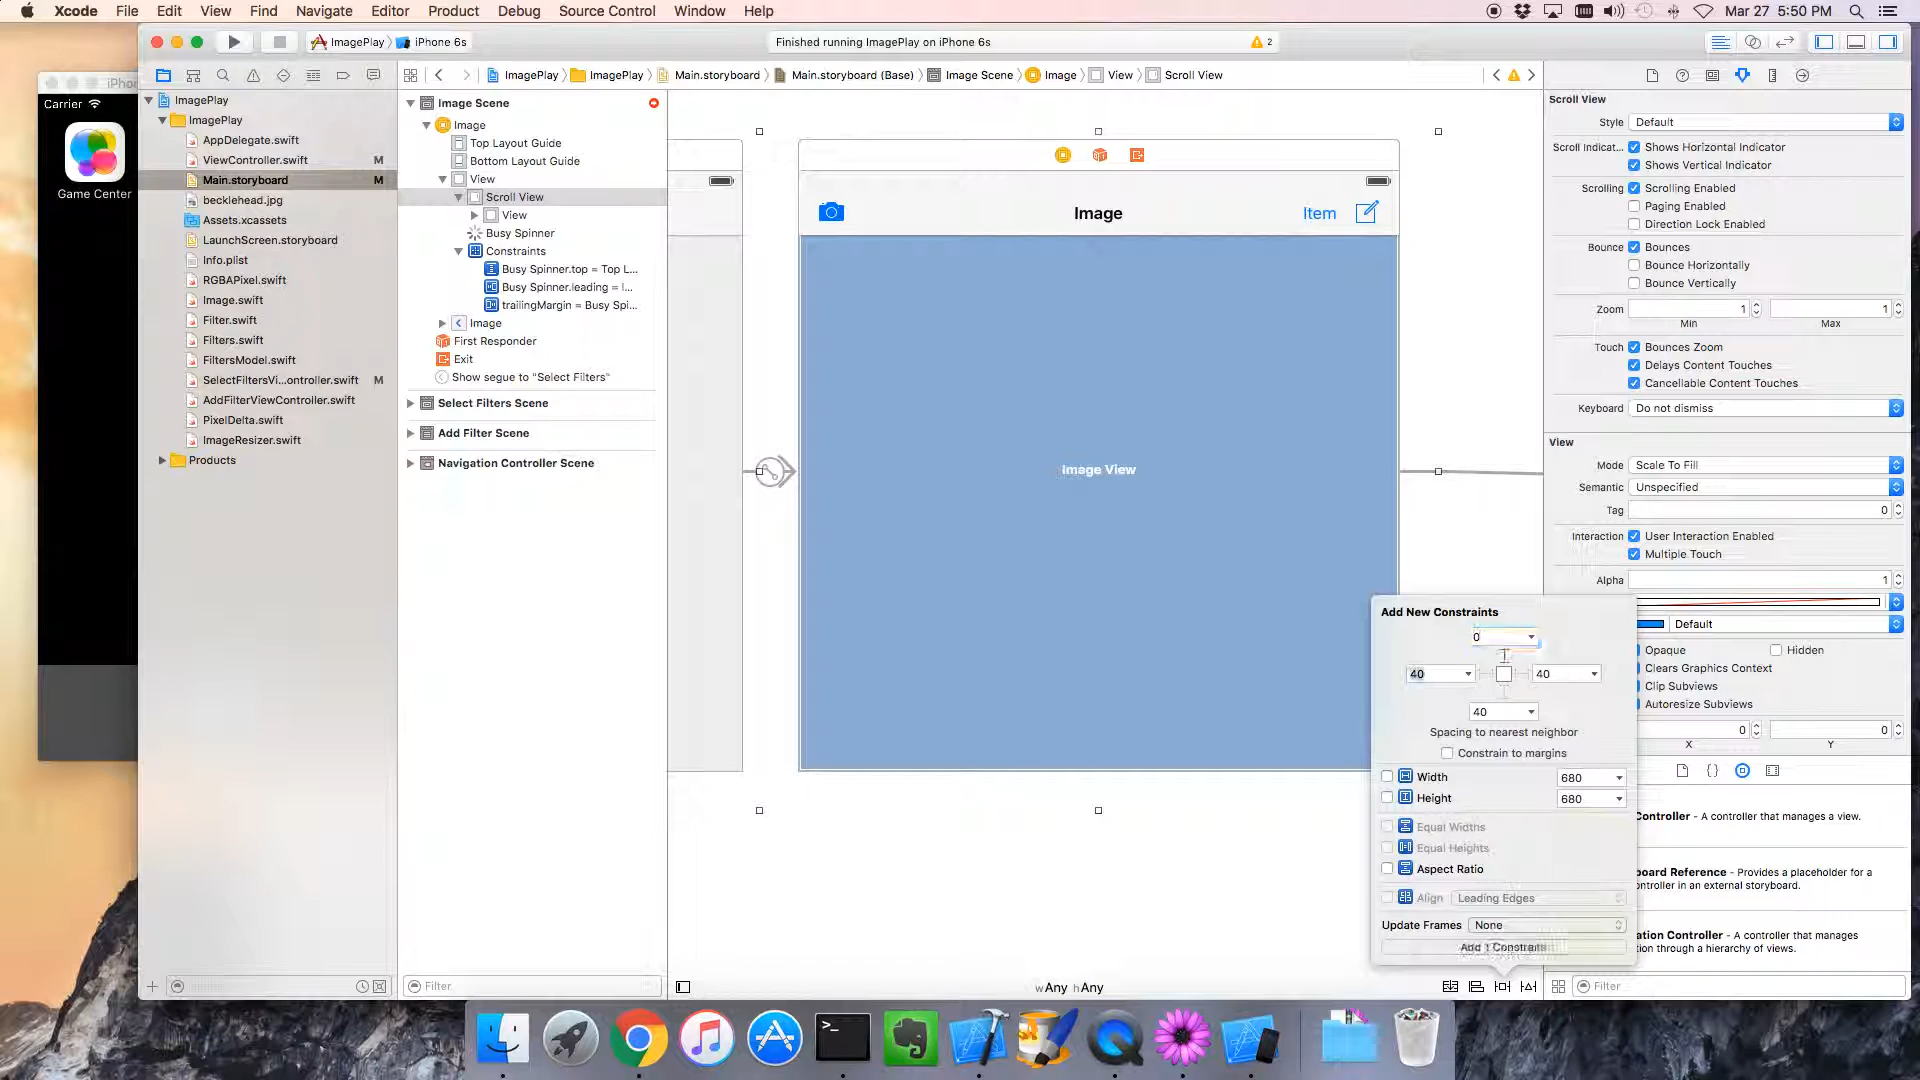 Xcode File Edit View Find Navigate Editor Product Debug Source Control Window Help
Mar 27 5:50 PM
ImagePlay iPhone 6s
Finished running ImagePlay on iPhone 6s
2
iPho
Carrier
Game Center
ImagePlay
ImagePlay
AppDelegate.swift
ViewController.swift M
Main.storyboard M
becklehead.jpg
Assets.xcassets
LaunchScreen.storyboard
Info.plist
RGBAPixel.swift
Image.swift
Filter.swift
Filters.swift
FiltersModel.swift
SelectFiltersVi...ontroller.swift M
AddFilterViewController.swift
PixelDelta.swift
ImageResizer.swift
Products
ImagePlay ImagePlay Main.storyboard Main.storyboard (Base) Image Scene Image View Scroll View
Image Scene
Image
Top Layout Guide
Bottom Layout Guide
View
Scroll View
View
Busy Spinner
Constraints
Busy Spinner.top = Top L...
Busy Spinner.leading = l...
trailingMargin = Busy Spi...
Image
First Responder
Exit
Show segue to "Select Filters"
Select Filters Scene
Add Filter Scene
Navigation Controller Scene
Filter
Image
Item
Image View
wAny hAny
Add New Constraints
0
40 40
40
Spacing to nearest neighbor
Constrain to margins
Width 680
Height 680
Equal Widths
Equal Heights
Aspect Ratio
Align Leading Edges
Update Frames None
Add 1 Constraint
Scroll View
Style Default
Scroll Indicat... Shows Horizontal Indicator
Shows Vertical Indicator
Scrolling Scrolling Enabled
Paging Enabled
Direction Lock Enabled
Bounce Bounces
Bounce Horizontally
Bounce Vertically
Zoom 1 1
Min Max
Touch Bounces Zoom
Delays Content Touches
Cancellable Content Touches
Keyboard Do not dismiss
View
Mode Scale To Fill
Semantic Unspecified
Tag 0
Interaction User Interaction Enabled
Multiple Touch
Alpha 1
Default
Opaque Hidden
Clears Graphics Context
Clip Subviews
Autoresize Subviews
0 0
X Y
Controller - A controller that manages a view.
board Reference - Provides a placeholder for a
ontroller in an external storyboard.
ation Controller - A controller that manages
ation through a hierarchy of views.
Filter